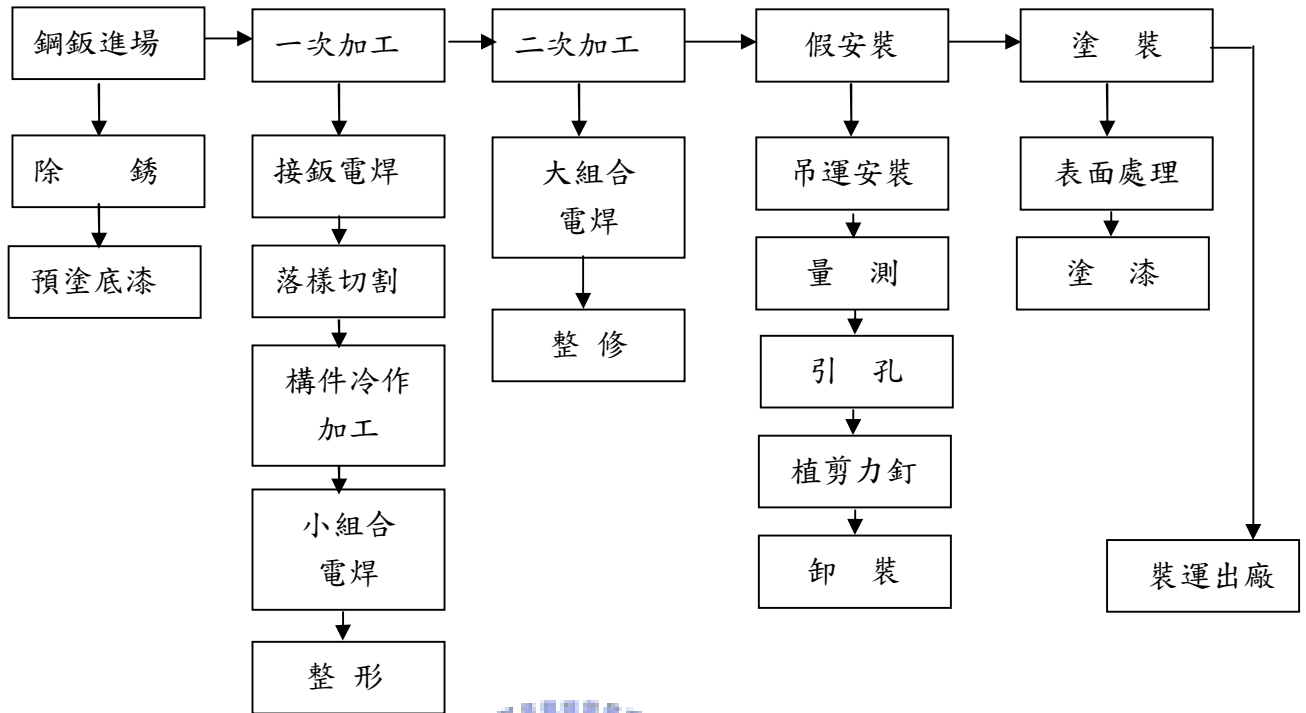 鋼鈑進場
一次加工
二次加工
假安裝
塗 裝
除 銹
預塗底漆
接鈑電焊
落樣切割
構件冷作
加工
小組合
電焊
整 形
大組合
電焊
整 修
吊運安裝
量 測
引 孔
植剪力釘
卸 裝
表面處理
塗 漆
裝運出廠